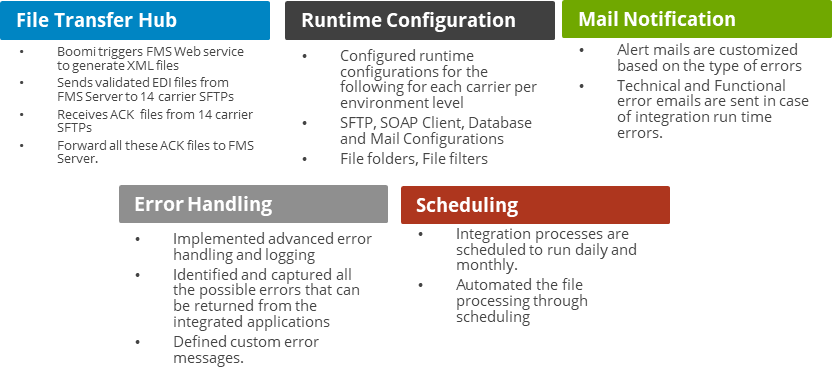 File Transfer Hub
• Boomi triggers FMS Web service
to generate XML files
• Sends validated EDI files from
FMS Server to 14 carrier SFTPs
• Receives ACK files from 14 carrier
SFTPs
• Forward all these ACK files to FMS
Server.
Runtime Configuration
• Configured runtime
configurations for the
following for each carrier per
environment level
• SFTP, SOAP Client, Database
and Mail Configurations
• File folders, File filters
Mail Notification
• Alert mails are customized
based on the type of errors
• Technical and Functional
error emails are sent in case
of integration run time
errors.
Error Handling
• Implemented advanced error
handling and logging
• Identified and captured all
the possible errors that can
be returned from the
integrated applications
• Defined custom error
messages.
Scheduling
• Integration processes are
scheduled to run daily and
monthly.
• Automated the file
processing through
scheduling